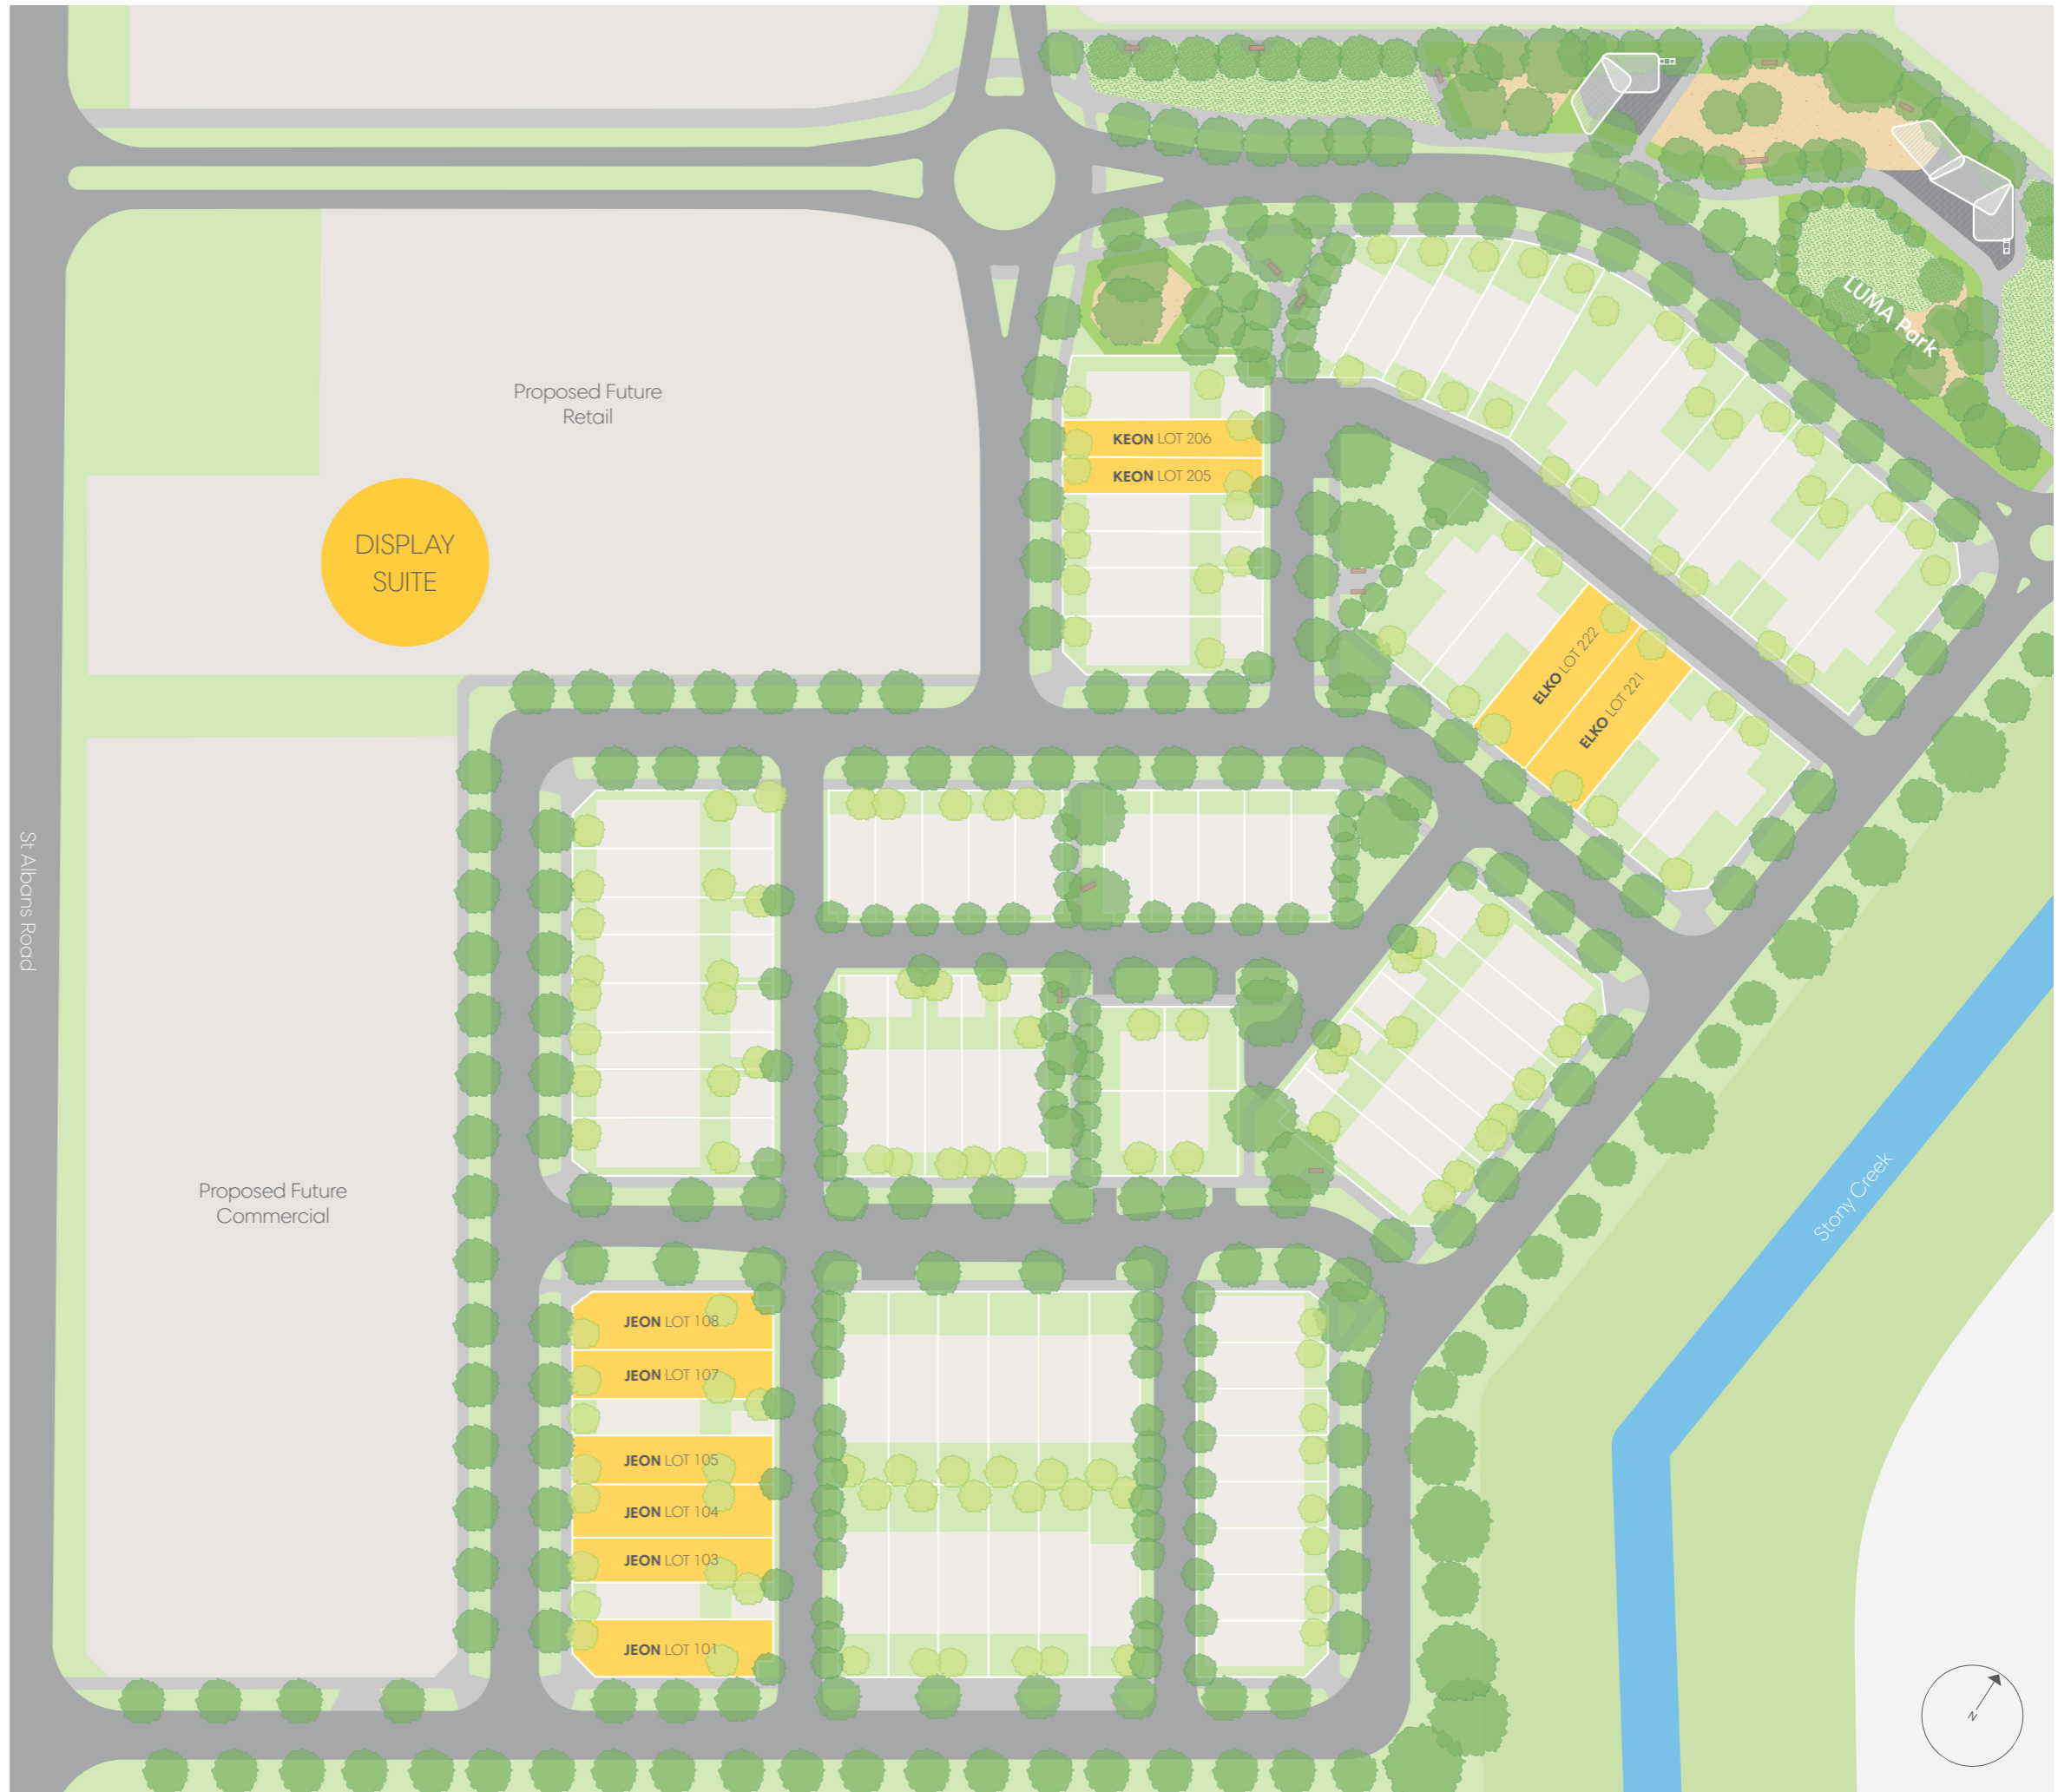 LUMA Park
Proposed Future
Retail
KEON LOT 206
KEON LOT 205
DISPLAY
SUITE
ELKO LOT 222
ELKO LOT 221
St Albans Road
Proposed Future
Commercial
Stony Creek
JEON LOT 108
JEON LOT 107
JEON LOT 105
JEON LOT 104
JEON LOT 103
JEON LOT 101
N